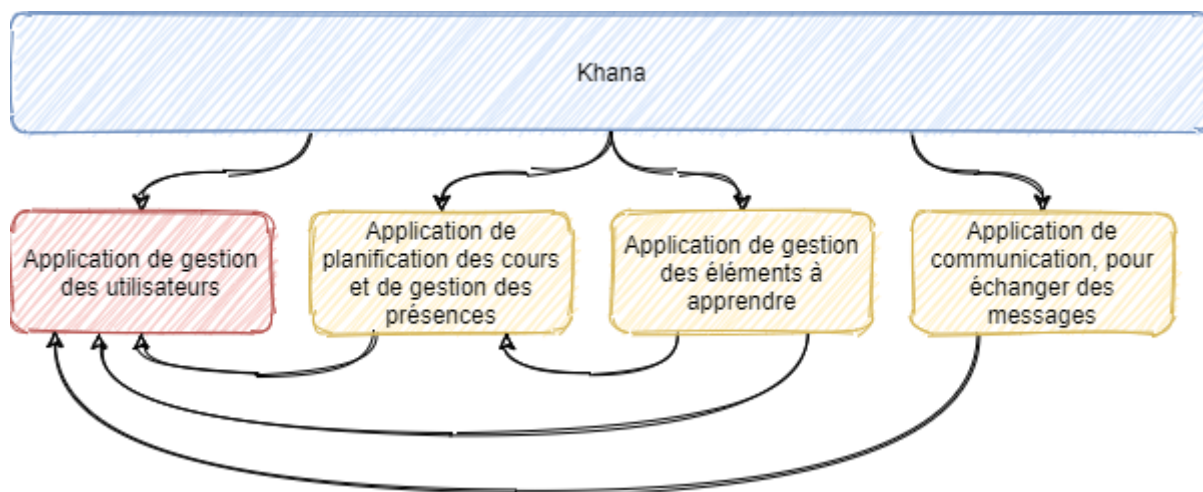 Khana
Application de gestion
des utilisateurs
Application de
planification des cours
et de gestion des
présences
Application de gestion
des éléments à
apprendre
Application de
communication, pour
échanger des
messages